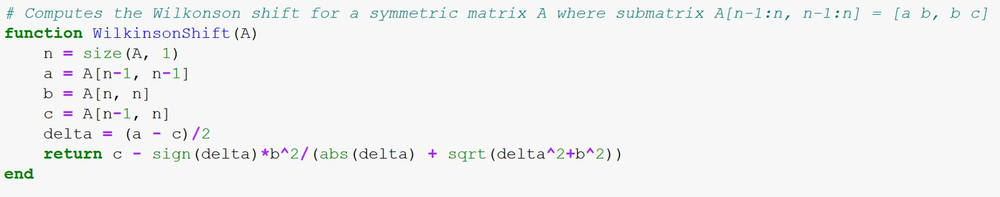 # Computes the Wilkonson shift for a symmetric matrix A where submatrix A[n-1:n, n-1:n] = [a b, b c]
function WilkinsonShift(A)
    n = size(A, 1)
    a = A[n-1, n-1]
    b = A[n, n]
    c = A[n-1, n]
    delta = (a - c)/2
    return c - sign(delta)*b^2/(abs(delta) + sqrt(delta^2+b^2))
end